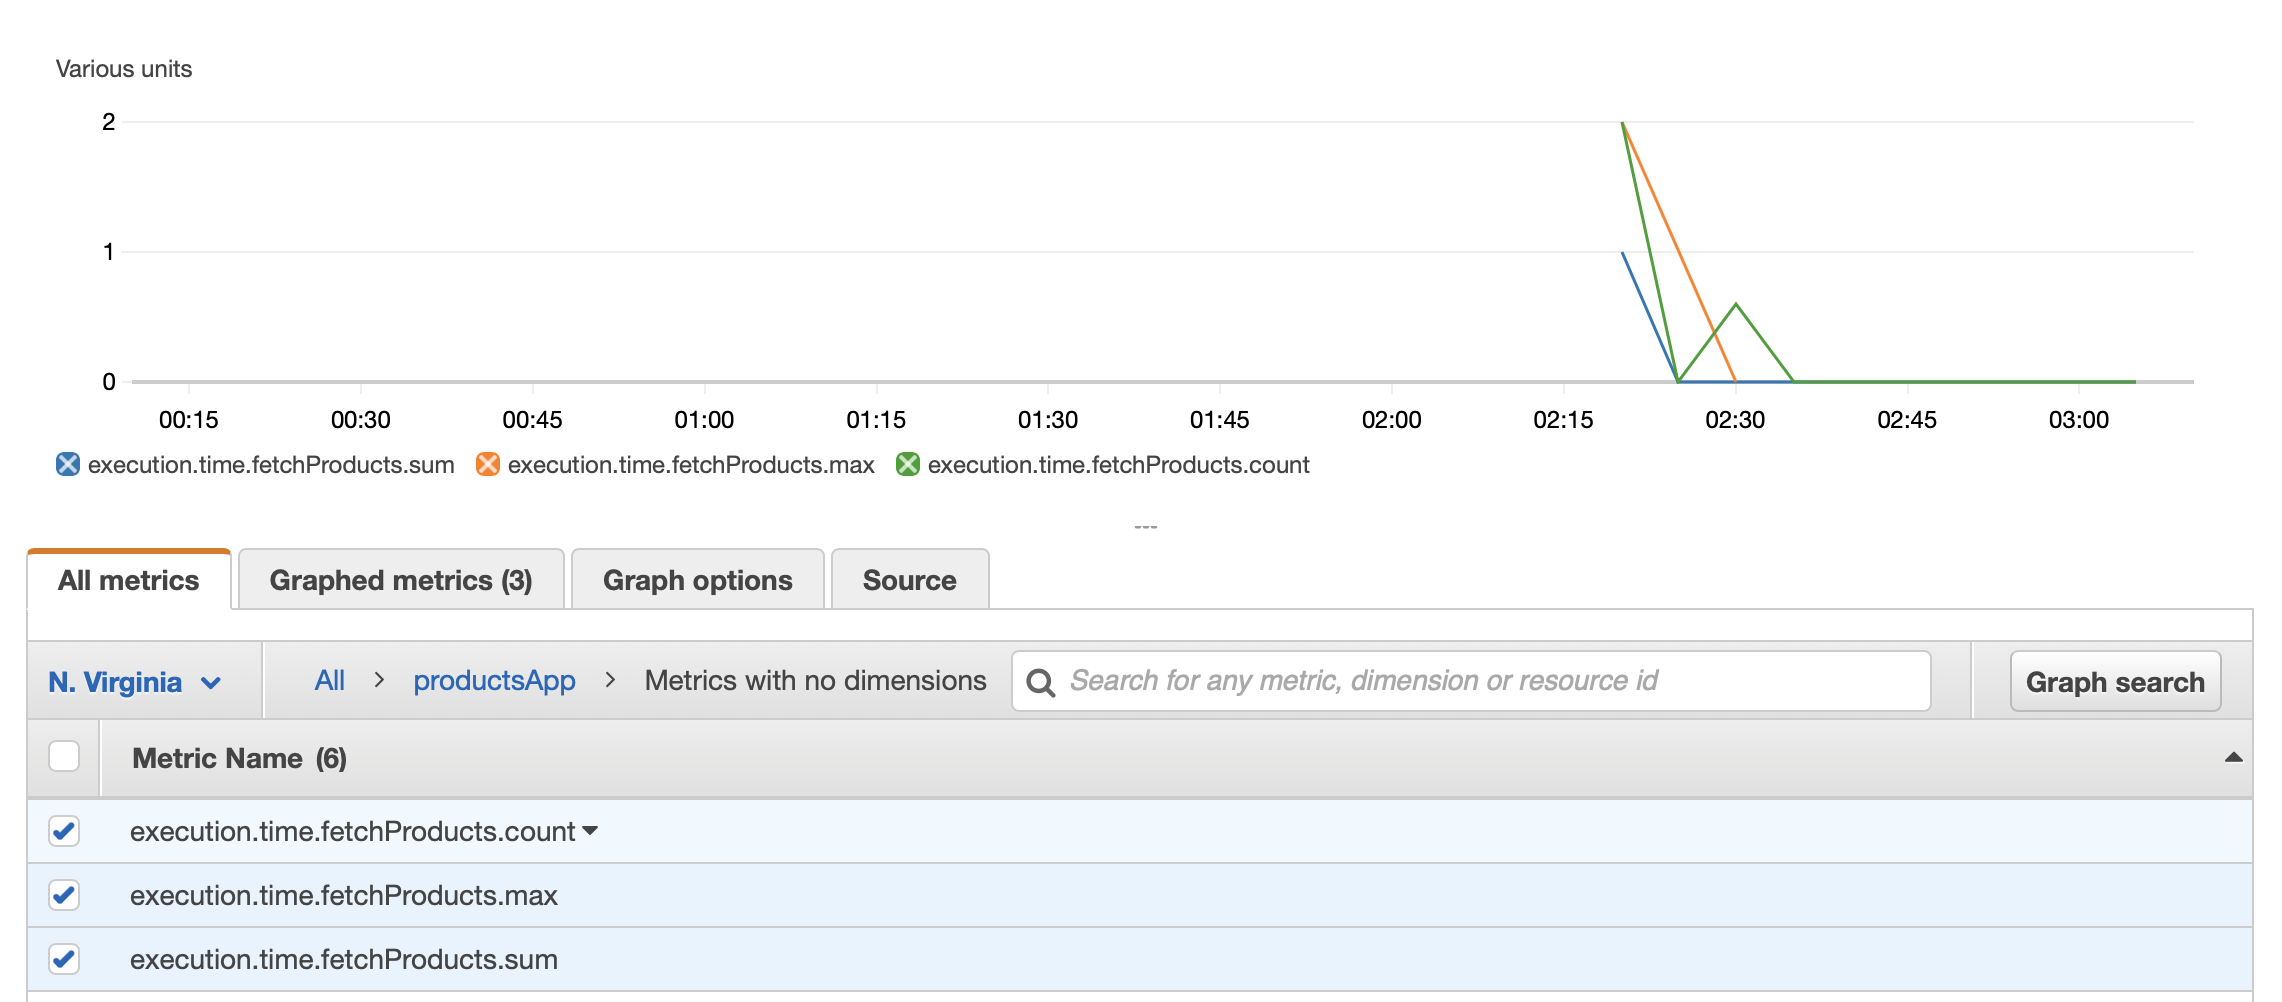 Various units
2
1
0
00:15 00:30 00:45 01:00 01:15 01:30 01:45 02:00 02:15 02:30 02:45 03:00
execution.time.fetchProducts.sum execution.time.fetchProducts.max execution.time.fetchProducts.count
All metrics Graphed metrics (3) Graph options Source
N. Virginia All > productsApp > Metrics with no dimensions Search for any metric, dimension or resource id Graph search
Metric Name (6)
execution.time.fetchProducts.count
execution.time.fetchProducts.max
execution.time.fetchProducts.sum